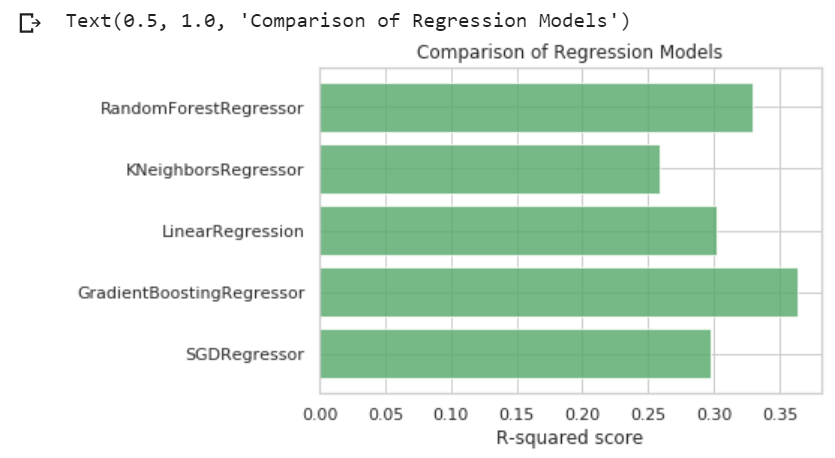 Text(0.5, 1.0, 'Comparison of Regression Models')
Comparison of Regression Models
RandomForestRegressor
KNeighborsRegressor
LinearRegression
GradientBoostingRegressor
SGDRegressor
0.00 0.05 0.10 0.15 0.20 0.25 0.30 0.35
R-squared score